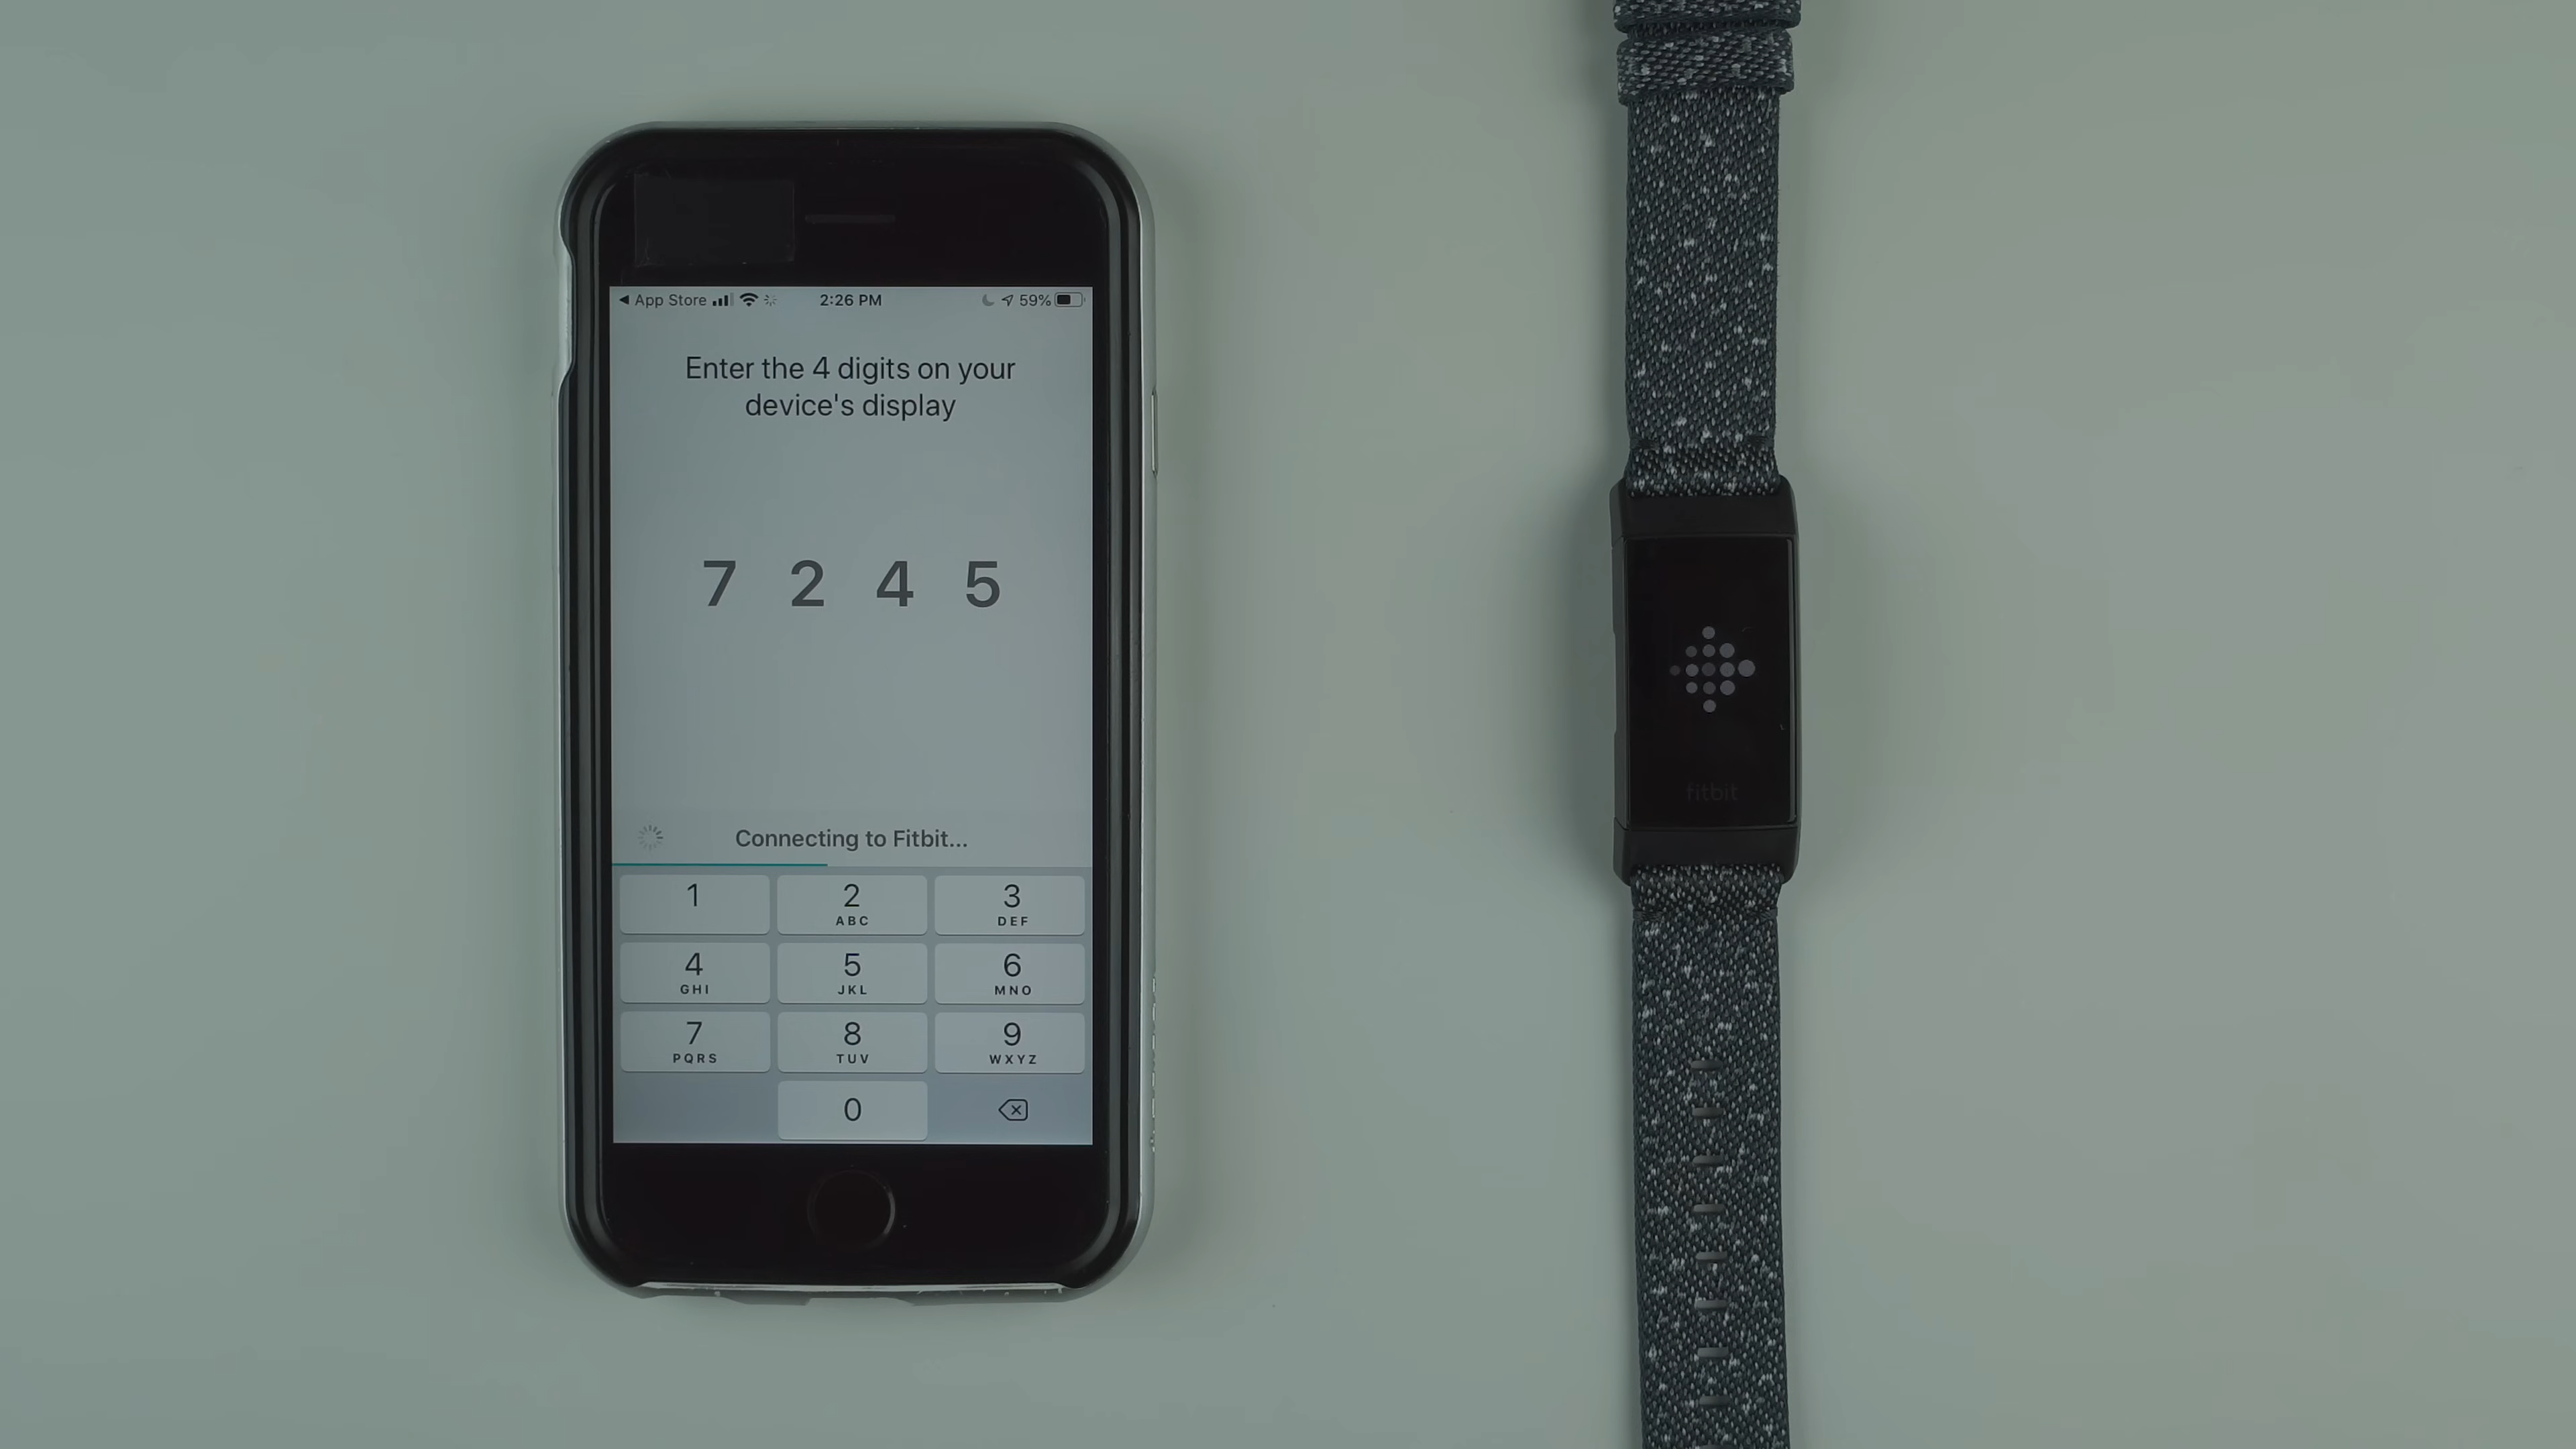 App Store
2:26 PM
59%
Enter the 4 digits on your
device's display
7 2 4 5
Connecting to Fitbit...
1
2
ABC
3
DEF
4
GHI
5
JKL
6
MNO
7
PQRS
8
TUV
9
WXYZ
0
fitbit